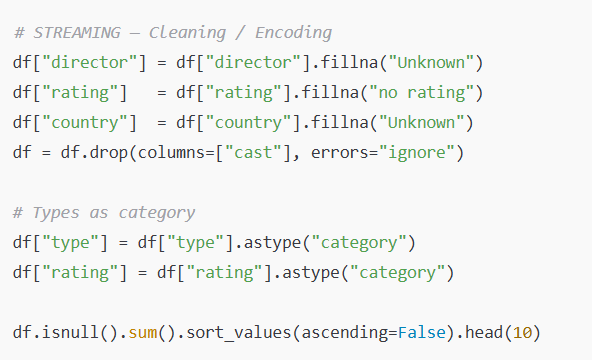 # STREAMING — Cleaning / Encoding
df["director"] = df["director"].fillna("Unknown")
df["rating"]   = df["rating"].fillna("no rating")
df["country"]  = df["country"].fillna("Unknown")
df = df.drop(columns=["cast"], errors="ignore")

# Types as category
df["type"] = df["type"].astype("category")
df["rating"] = df["rating"].astype("category")

df.isnull().sum().sort_values(ascending=False).head(10)